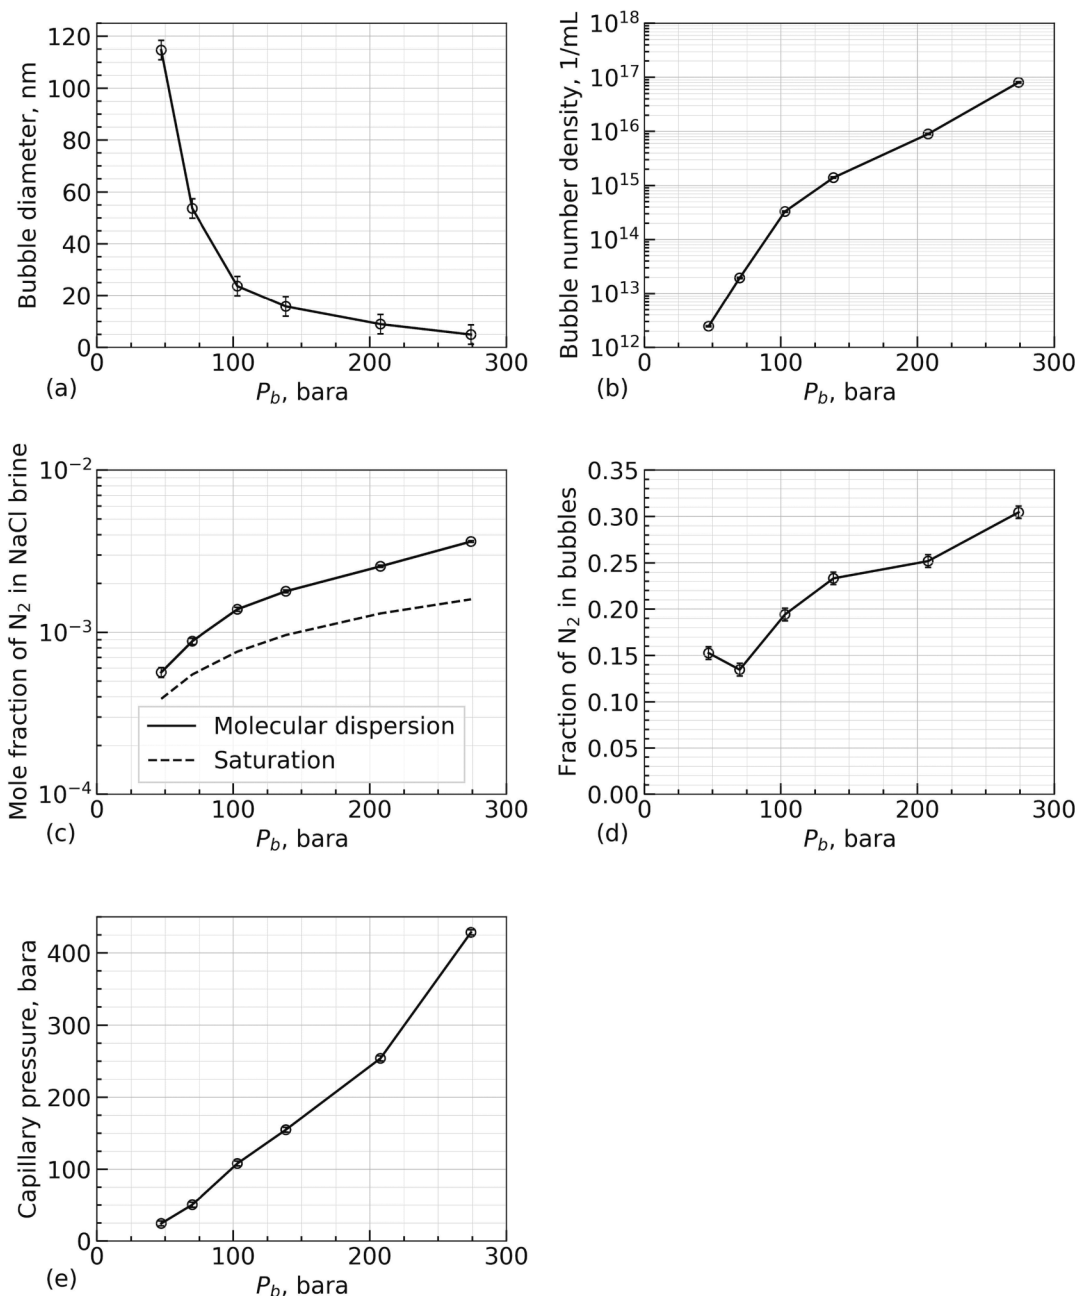 120
100
80
60
40
20
0
Bubble diameter, nm
0 100 200 300
(a) P_b, bara
10^18
10^17
10^16
10^15
10^14
10^13
10^12
Bubble number density, 1/mL
0 100 200 300
(b) P_b, bara
10^−2
10^−3
10^−4
Mole fraction of N₂ in NaCl brine
Molecular dispersion
Saturation
0 100 200 300
(c) P_b, bara
0.35
0.30
0.25
0.20
0.15
0.10
0.05
0.00
Fraction of N₂ in bubbles
0 100 200 300
(d) P_b, bara
400
300
200
100
0
Capillary pressure, bara
0 100 200 300
(e) P_b, bara